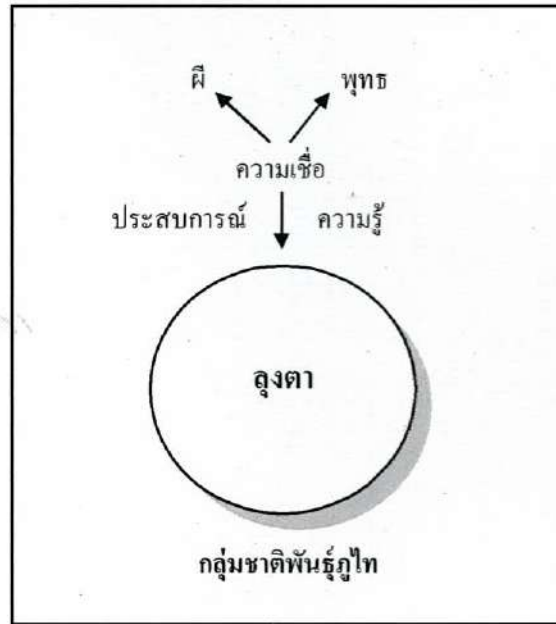 ผี พุทธ
ความเชื่อ
ประสบการณ์ ความรู้
ลุงตา
กลุ่มชาติพันธุ์ภูไท